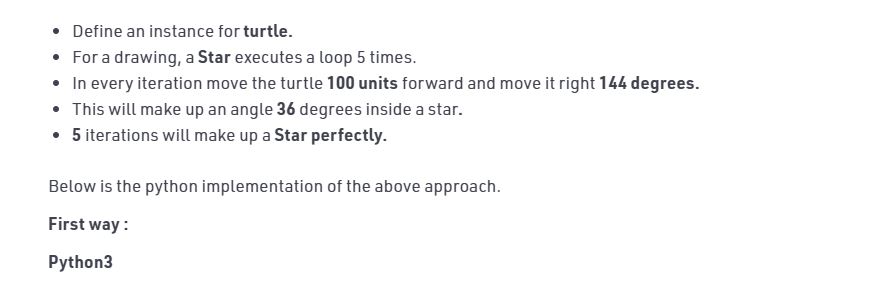 • Define an instance for turtle.
• For a drawing, a Star executes a loop 5 times.
• In every iteration move the turtle 100 units forward and move it right 144 degrees.
• This will make up an angle 36 degrees inside a star.
• 5 iterations will make up a Star perfectly.
Below is the python implementation of the above approach.
First way :
Python3